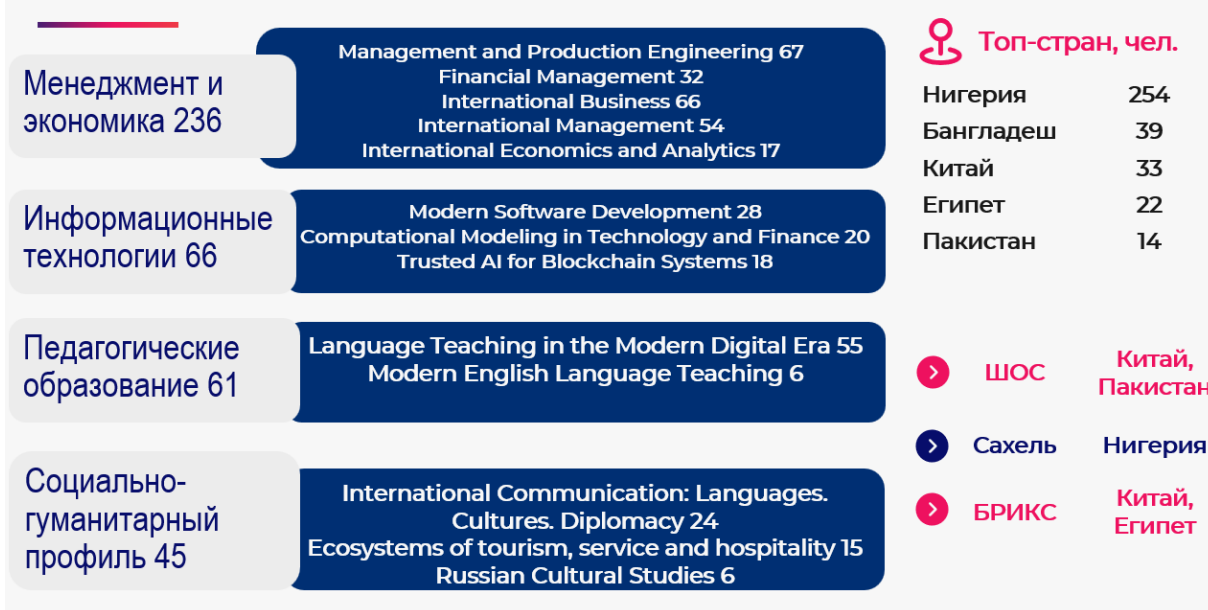 Менеджмент и
экономика 236
Management and Production Engineering 67
Financial Management 32
International Business 66
International Management 54
International Economics and Analytics 17
Информационные
технологии 66
Modern Software Development 28
Computational Modeling in Technology and Finance 20
Trusted AI for Blockchain Systems 18
Педагогические
образование 61
Language Teaching in the Modern Digital Era 55
Modern English Language Teaching 6
Социально-
гуманитарный
профиль 45
International Communication: Languages.
Cultures. Diplomacy 24
Ecosystems of tourism, service and hospitality 15
Russian Cultural Studies 6
Топ-стран, чел.
Нигерия 254
Бангладеш 39
Китай 33
Египет 22
Пакистан 14
ШОС Китай,
Пакистан
Сахель Нигерия
БРИКС Китай,
Египет